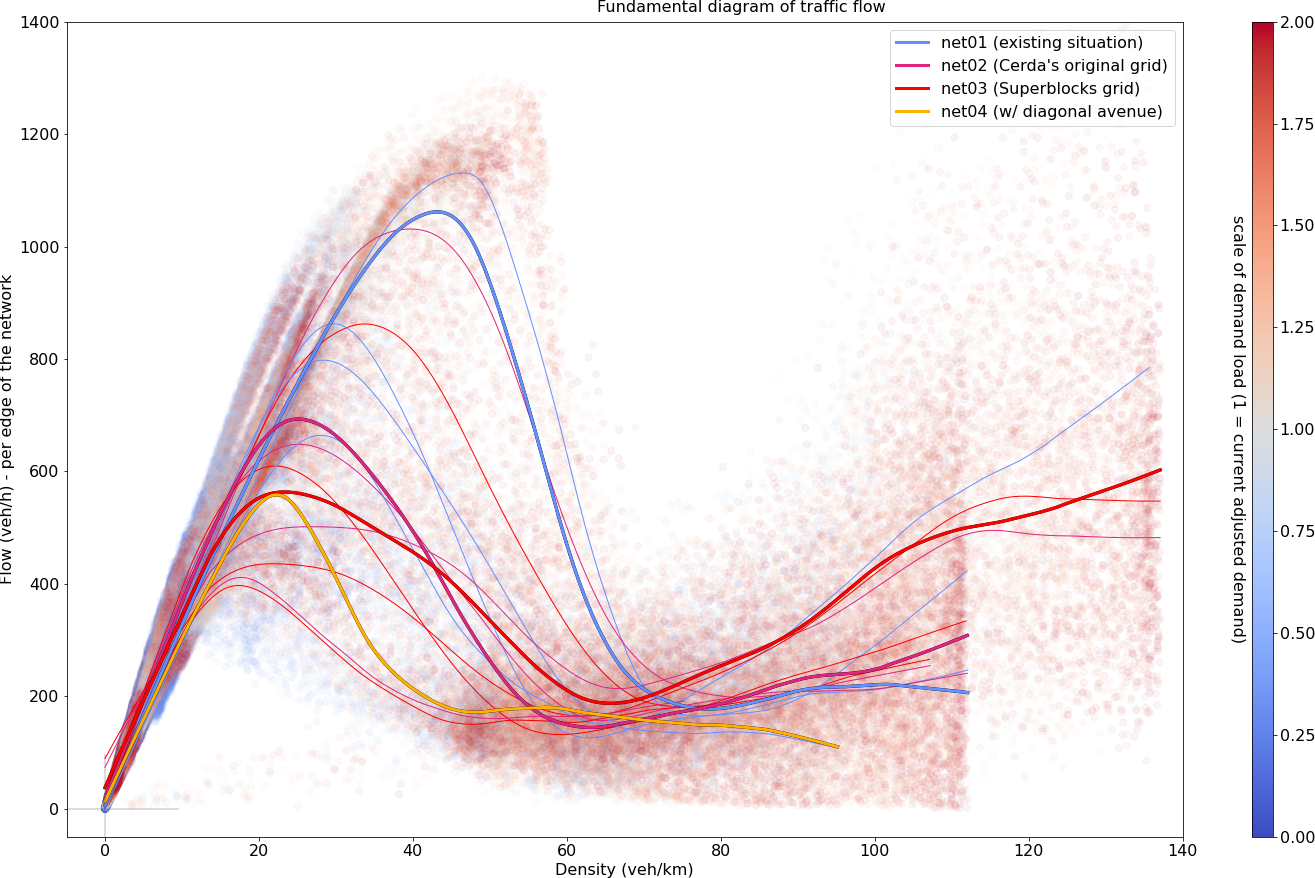 Fundamental diagram of traffic flow
1400
1200
1000
800
600
400
200
0
Flow (veh/h) - per edge of the network
0 20 40 60 80 100 120 140
Density (veh/km)
net01 (existing situation)
net02 (Cerda's original grid)
net03 (Superblocks grid)
net04 (w/ diagonal avenue)
2.00
1.75
1.50
1.25
1.00
0.75
0.50
0.25
0.00
scale of demand load (1 = current adjusted demand)